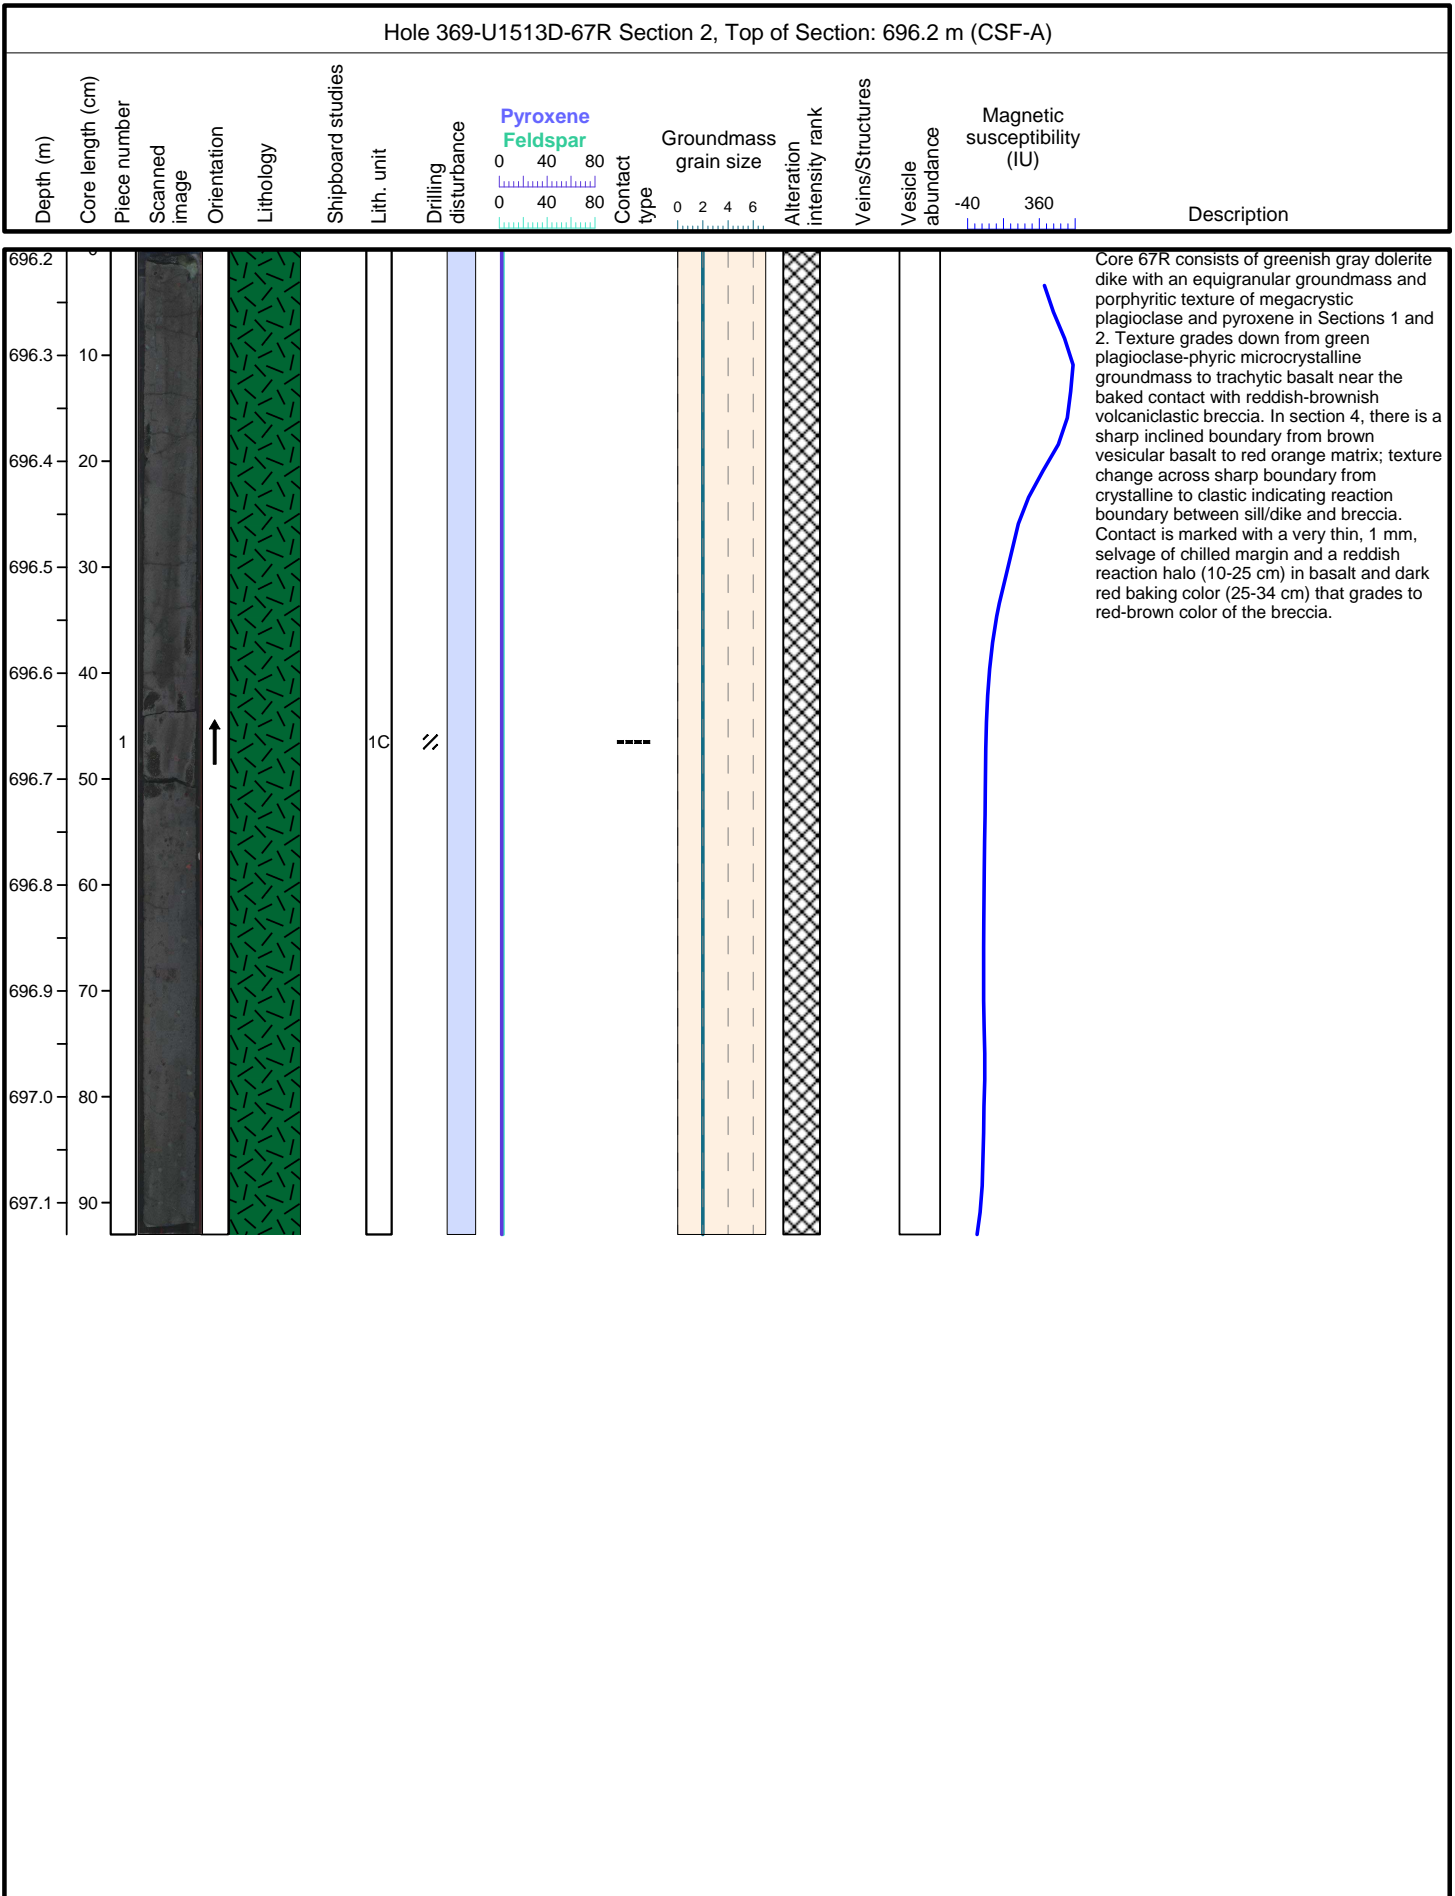 Hole 369-U1513D-67R Section 2, Top of Section: 696.2 m (CSF-A)
Depth (m)
Core length (cm)
Piece number
Scanned
image
Orientation
Lithology
Shipboard studies
Lith. unit
Drilling
disturbance
Pyroxene
Feldspar
0 40 80
0 40 80
Contact
type
Groundmass
grain size
0 2 4 6
Alteration
intensity rank
Veins/Structures
Vesicle
abundance
Magnetic
susceptibility
(IU)
-40 360
Description
696.2
696.3
696.4
696.5
696.6
696.7
696.8
696.9
697.0
697.1
0
10
20
30
40
50
60
70
80
90
1
1C
Core 67R consists of greenish gray dolerite
dike with an equigranular groundmass and
porphyritic texture of megacrystic
plagioclase and pyroxene in Sections 1 and
2. Texture grades down from green
plagioclase-phyric microcrystalline
groundmass to trachytic basalt near the
baked contact with reddish-brownish
volcaniclastic breccia. In section 4, there is a
sharp inclined boundary from brown
vesicular basalt to red orange matrix; texture
change across sharp boundary from
crystalline to clastic indicating reaction
boundary between sill/dike and breccia.
Contact is marked with a very thin, 1 mm,
selvage of chilled margin and a reddish
reaction halo (10-25 cm) in basalt and dark
red baking color (25-34 cm) that grades to
red-brown color of the breccia.